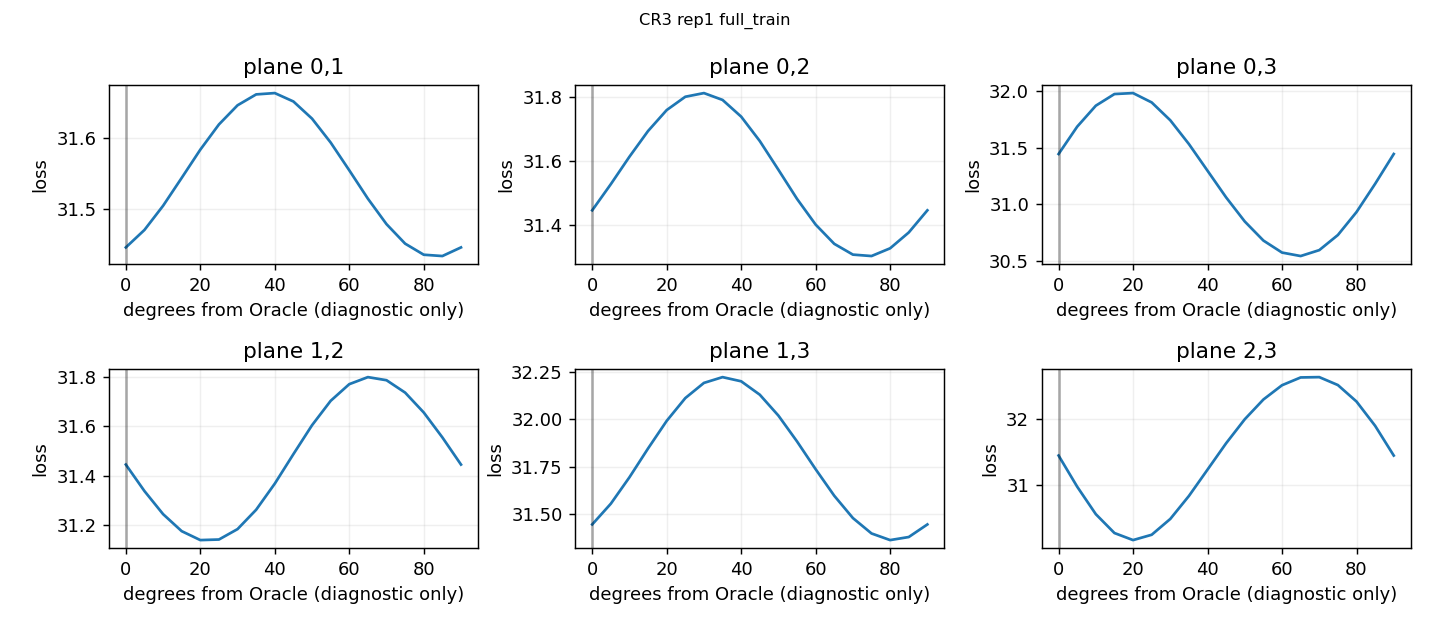 CR3 rep1 full_train
plane 0,1
plane 0,2
plane 0,3
loss
31.6
31.5
0 20 40 60 80
degrees from Oracle (diagnostic only)
loss
31.8
31.6
31.4
0 20 40 60 80
degrees from Oracle (diagnostic only)
loss
32.0
31.5
31.0
30.5
0 20 40 60 80
degrees from Oracle (diagnostic only)
plane 1,2
plane 1,3
plane 2,3
loss
31.8
31.6
31.4
31.2
0 20 40 60 80
degrees from Oracle (diagnostic only)
loss
32.25
32.00
31.75
31.50
0 20 40 60 80
degrees from Oracle (diagnostic only)
loss
32
31
0 20 40 60 80
degrees from Oracle (diagnostic only)